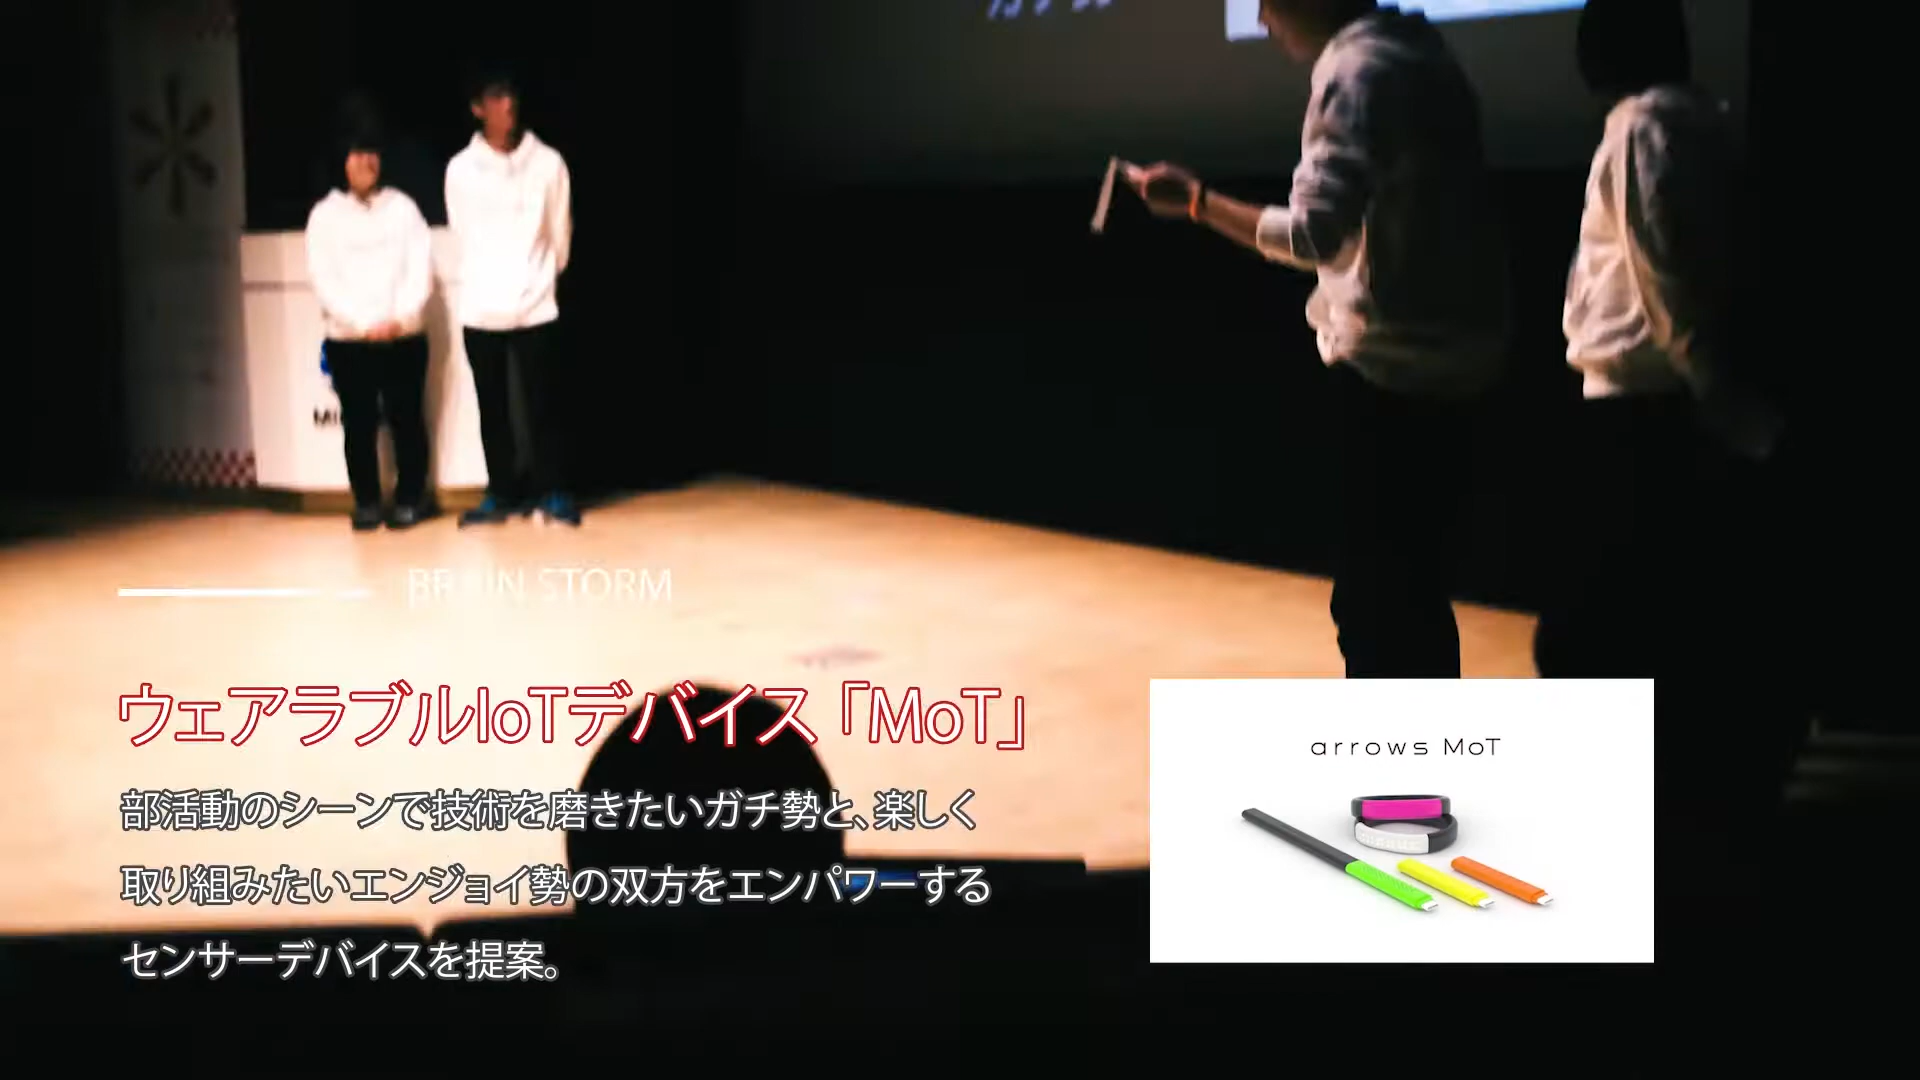 BRAIN STORM
ウェアラブルIoTデバイス「MoT」
部活動のシーンで技術を磨きたいガチ勢と、楽しく
取り組みたいエンジョイ勢の双方をエンパワーする
センサーデバイスを提案。
arrows MoT